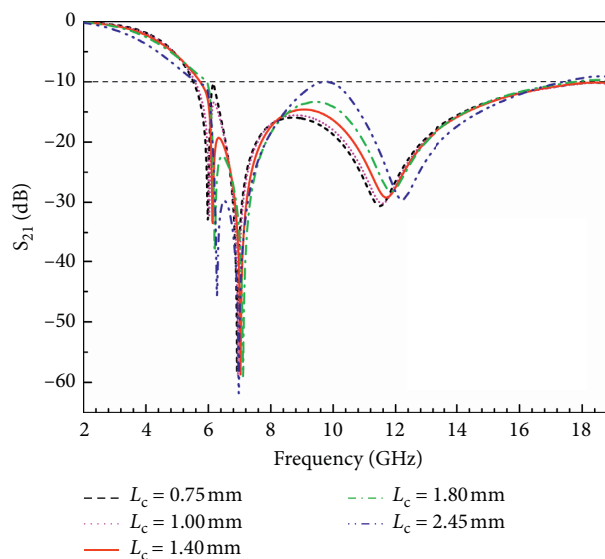 0
−10
−20
−30
−40
−50
−60
S21 (dB)
2 4 6 8 10 12 14 16 18
Frequency (GHz)
Lc = 0.75 mm
Lc = 1.00 mm
Lc = 1.40 mm
Lc = 1.80 mm
Lc = 2.45 mm